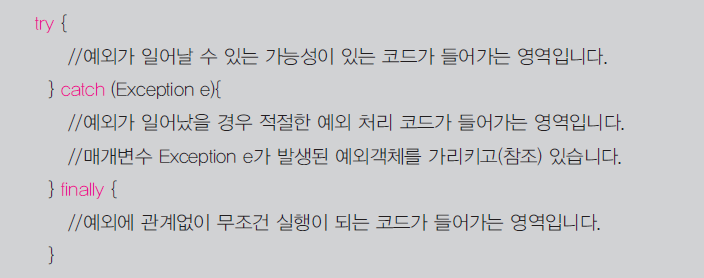 try {
//예외가 일어날 수 있는 가능성이 있는 코드가 들어가는 영역입니다.
} catch (Exception e){
//예외가 일어났을 경우 적절한 예외 처리 코드가 들어가는 영역입니다.
//매개변수 Exception e가 발생된 예외객체를 가리키고(참조) 있습니다.
} finally {
//예외에 관계없이 무조건 실행이 되는 코드가 들어가는 영역입니다.
}